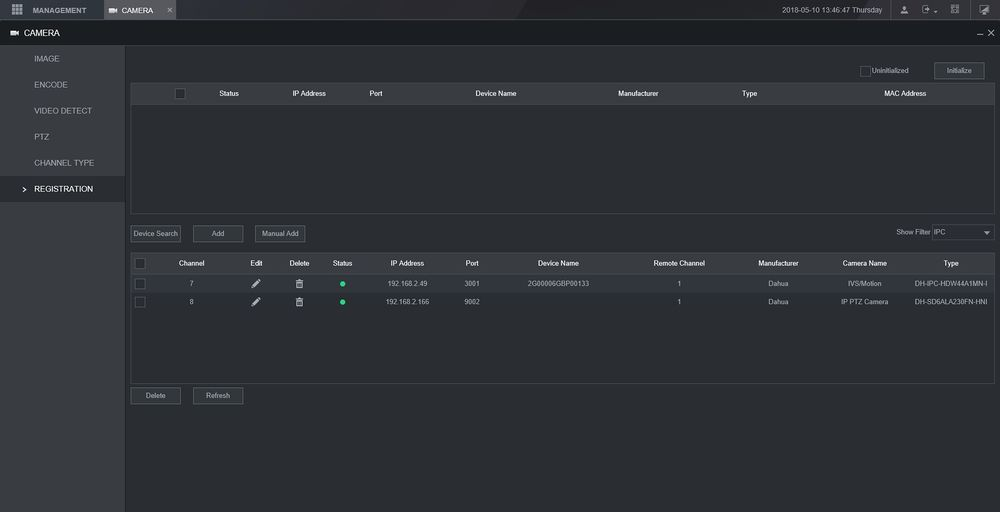 MANAGEMENT CAMERA × 2018-05-10 13:46:47 Thursday
CAMERA
IMAGE
Uninitialized Initialize
ENCODE
Status IP Address Port Device Name Manufacturer Type MAC Address
VIDEO DETECT
PTZ
CHANNEL TYPE
REGISTRATION
Device Search Add Manual Add Show Filter IPC
Channel Edit Delete Status IP Address Port Device Name Remote Channel Manufacturer Camera Name Type
7 192.168.2.49 3001 2G00006GBP00133 1 Dahua IVS/Motion DH-IPC-HDW44A1MN-I
8 192.168.2.166 9002 1 Dahua IP PTZ Camera DH-SD6ALA230FN-HNI
Delete Refresh